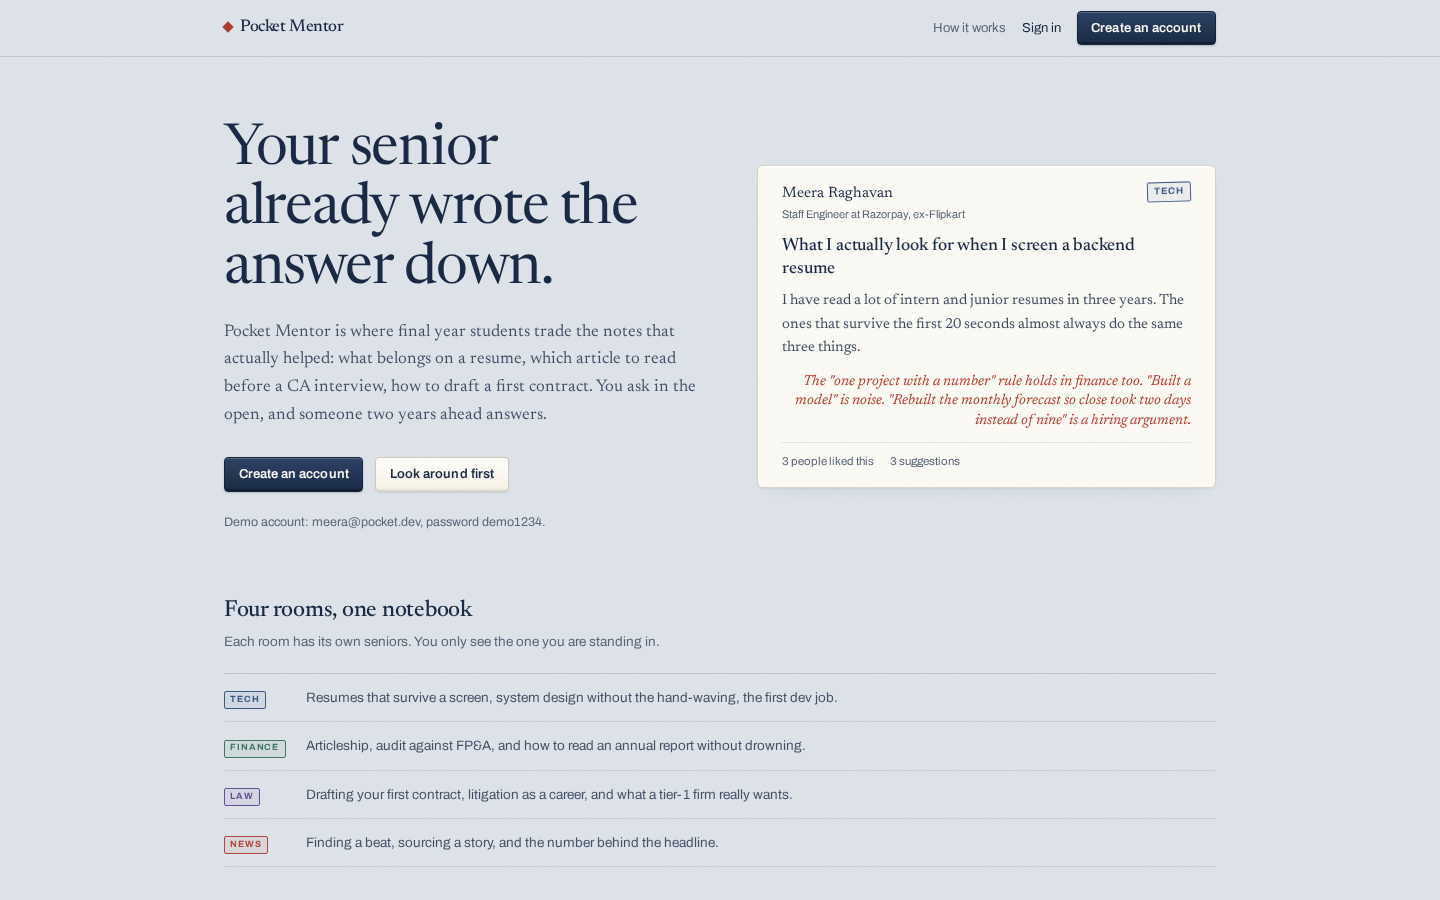 Pocket Mentor
How it works
Sign in
Create an account
Your senior
already wrote the
answer down.
Pocket Mentor is where final year students trade the notes that
actually helped: what belongs on a resume, which article to read
before a CA interview, how to draft a first contract. You ask in the
open, and someone two years ahead answers.
Create an account
Look around first
Demo account: meera@pocket.dev, password demo1234.
Meera Raghavan
TECH
Staff Engineer at Razorpay, ex-Flipkart
What I actually look for when I screen a backend
resume
I have read a lot of intern and junior resumes in three years. The
ones that survive the first 20 seconds almost always do the same
three things.
The "one project with a number" rule holds in finance too. "Built a
model" is noise. "Rebuilt the monthly forecast so close took two days
instead of nine" is a hiring argument.
3 people liked this
3 suggestions
Four rooms, one notebook
Each room has its own seniors. You only see the one you are standing in.
TECH
Resumes that survive a screen, system design without the hand-waving, the first dev job.
FINANCE
Articleship, audit against FP&A, and how to read an annual report without drowning.
LAW
Drafting your first contract, litigation as a career, and what a tier-1 firm really wants.
NEWS
Finding a beat, sourcing a story, and the number behind the headline.